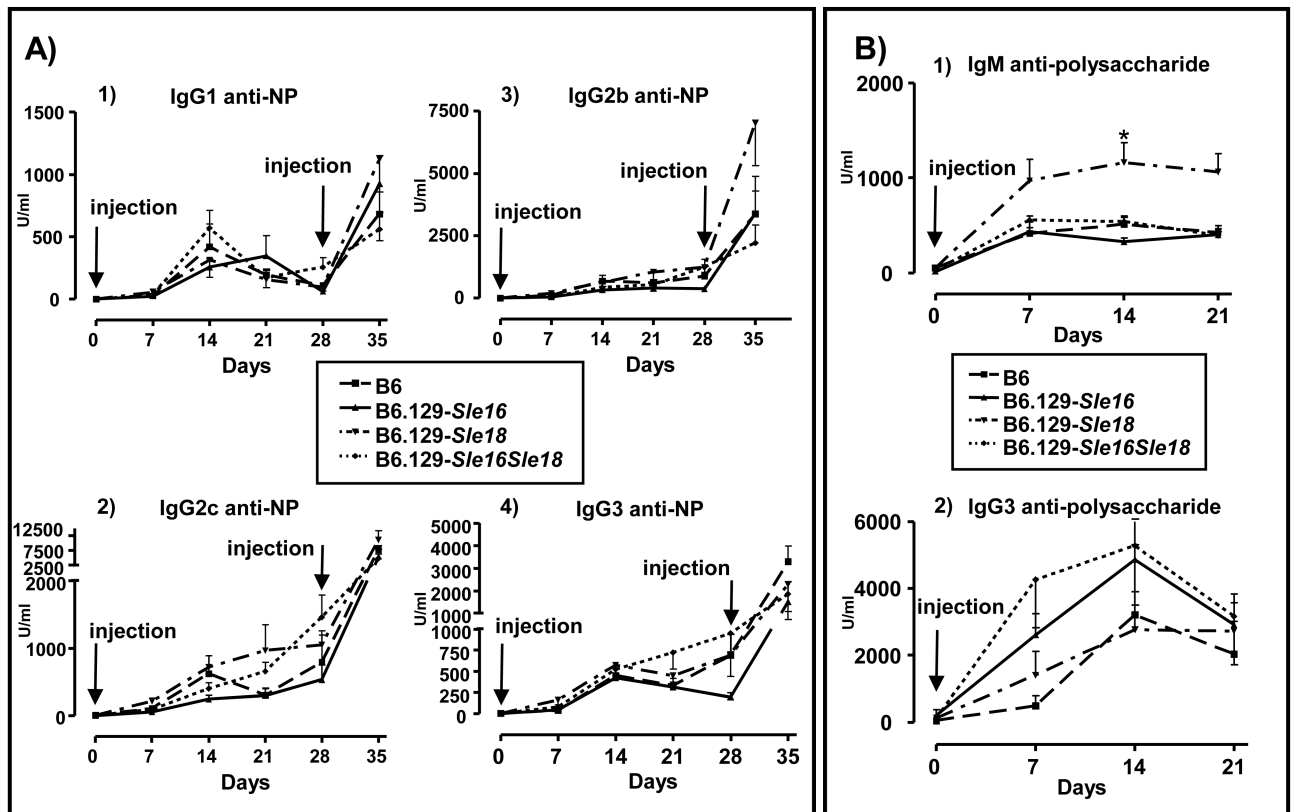 A)
1) IgG1 anti-NP
1500
1000
500
0
U/ml
injection
injection
0 7 14 21 28 35
Days
3) IgG2b anti-NP
7500
5000
2500
0
U/ml
injection
injection
0 7 14 21 28 35
Days
B6
B6.129-Sle16
B6.129-Sle18
B6.129-Sle16Sle18
2) IgG2c anti-NP
12500
7500
2500
2000
1000
0
U/ml
injection
injection
0 7 14 21 28 35
Days
4) IgG3 anti-NP
5000
4000
3000
2000
1000
1000
750
500
250
0
U/ml
injection
injection
0 7 14 21 28 35
Days
B)
1) IgM anti-polysaccharide
2000
1000
0
U/ml
injection
*
0 7 14 21
Days
B6
B6.129-Sle16
B6.129-Sle18
B6.129-Sle16Sle18
2) IgG3 anti-polysaccharide
6000
4000
2000
0
U/ml
injection
0 7 14 21
Days